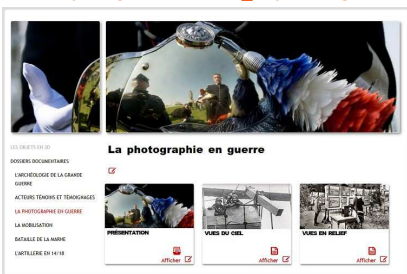 LES OBJETS EN 3D
DOSSIERS DOCUMENTAIRES
L'ARCHÉOLOGIE DE LA GRANDE
GUERRE
ACTEURS TÉMOINS ET TÉMOIGNAGES
LA PHOTOGRAPHIE EN GUERRE
LA MOBILISATION
BATAILLE DE LA MARNE
L'ARTILLERIE EN 14/18
La photographie en guerre
PRÉSENTATION
Afficher
VUES DU CIEL
Afficher
VUES EN RELIEF
Afficher